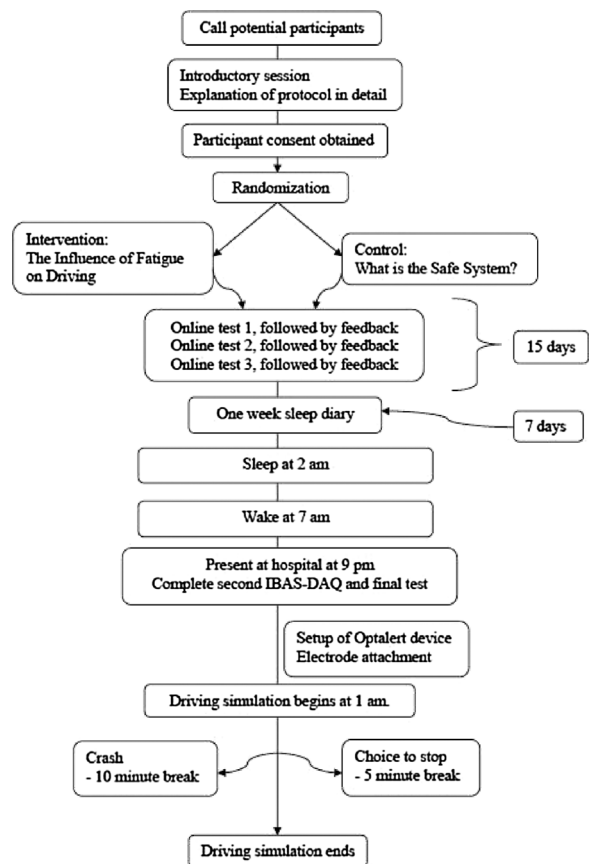 Call potential participants
Introductory session
Explanation of protocol in detail
Participant consent obtained
Randomization
Intervention:
The Influence of Fatigue
on Driving
Control:
What is the Safe System?
Online test 1, followed by feedback
Online test 2, followed by feedback
Online test 3, followed by feedback
15 days
One week sleep diary
7 days
Sleep at 2 am
Wake at 7 am
Present at hospital at 9 pm
Complete second IBAS-DAQ and final test
Setup of Optalert device
Electrode attachment
Driving simulation begins at 1 am.
Crash
- 10 minute break
Choice to stop
- 5 minute break
Driving simulation ends